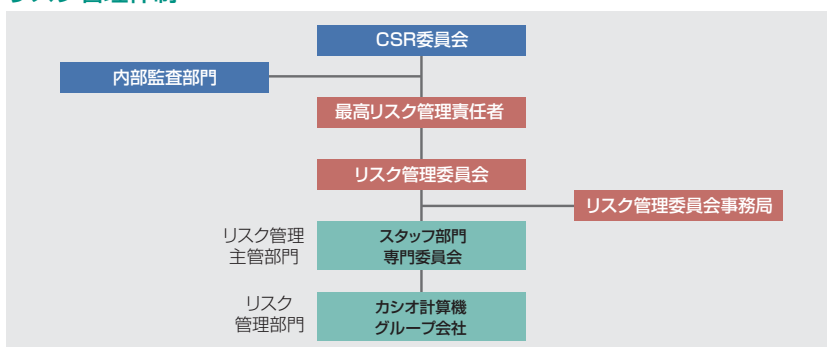 CSR委員会
内部監査部門
最高リスク管理責任者
リスク管理委員会
リスク管理委員会事務局
リスク管理
主管部門
スタッフ部門
専門委員会
リスク
管理部門
カシオ計算機
グループ会社